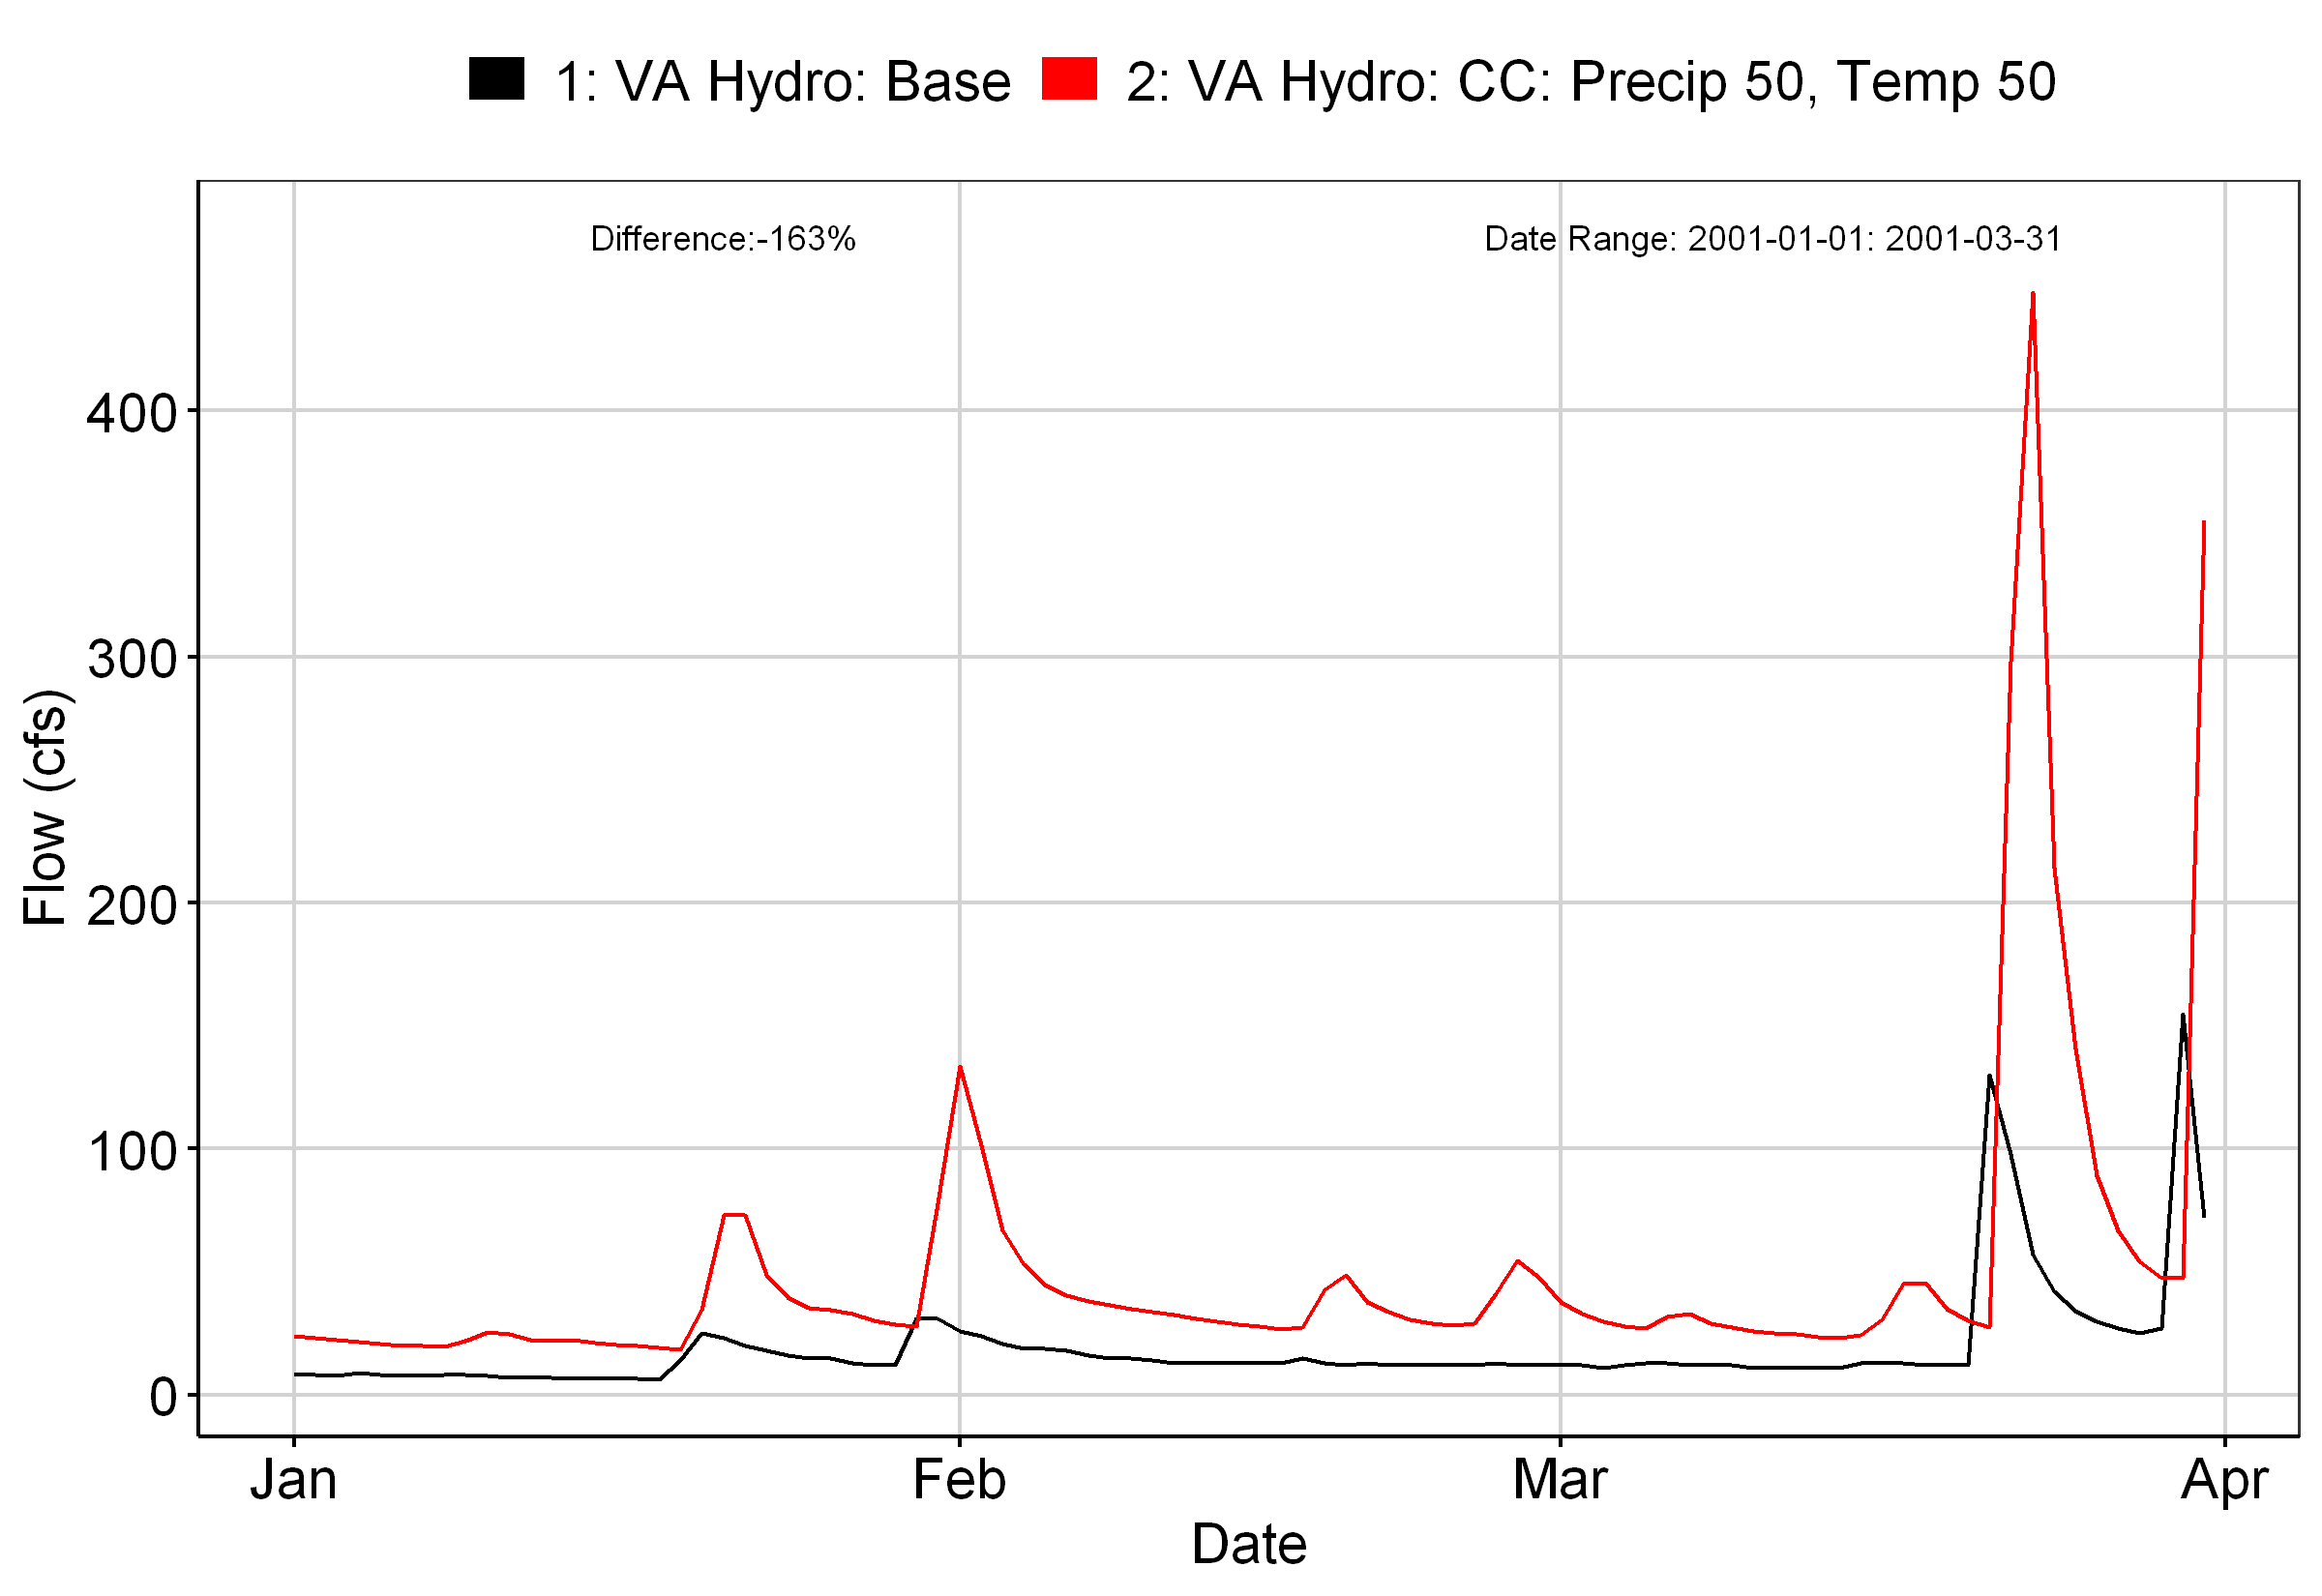 1: VA Hydro: Base 2: VA Hydro: CC: Precip 50, Temp 50
Difference:-163% Date Range: 2001-01-01: 2001-03-31
400
300
200
100
0
Flow (cfs)
Jan Feb Mar Apr
Date